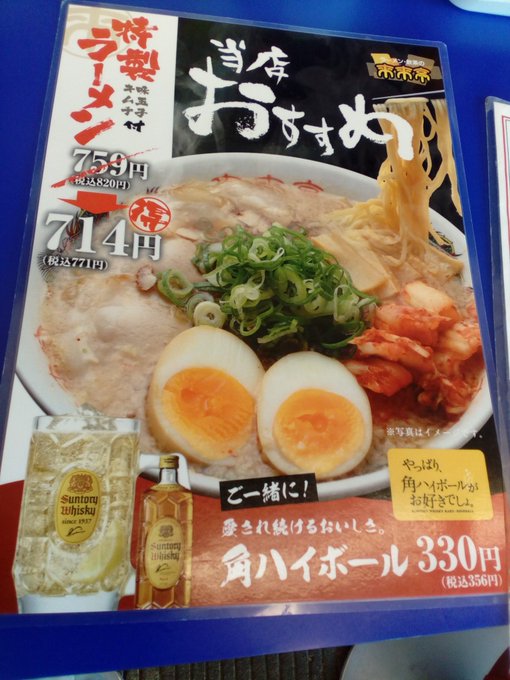 特製
ラーメン
味玉子
キムチ
付
759円
(税込820円)
得
714円
(税込771円)
当店
おすすめ
来来亭
※写真はイメージです。
やっぱり、
角ハイボールが
お好きでしょ。
ご一緒に!
愛され続けるおいしさ。
角ハイボール 330円
(税込356円)
Suntory
Whisky
since 1937
Suntory
Whisky